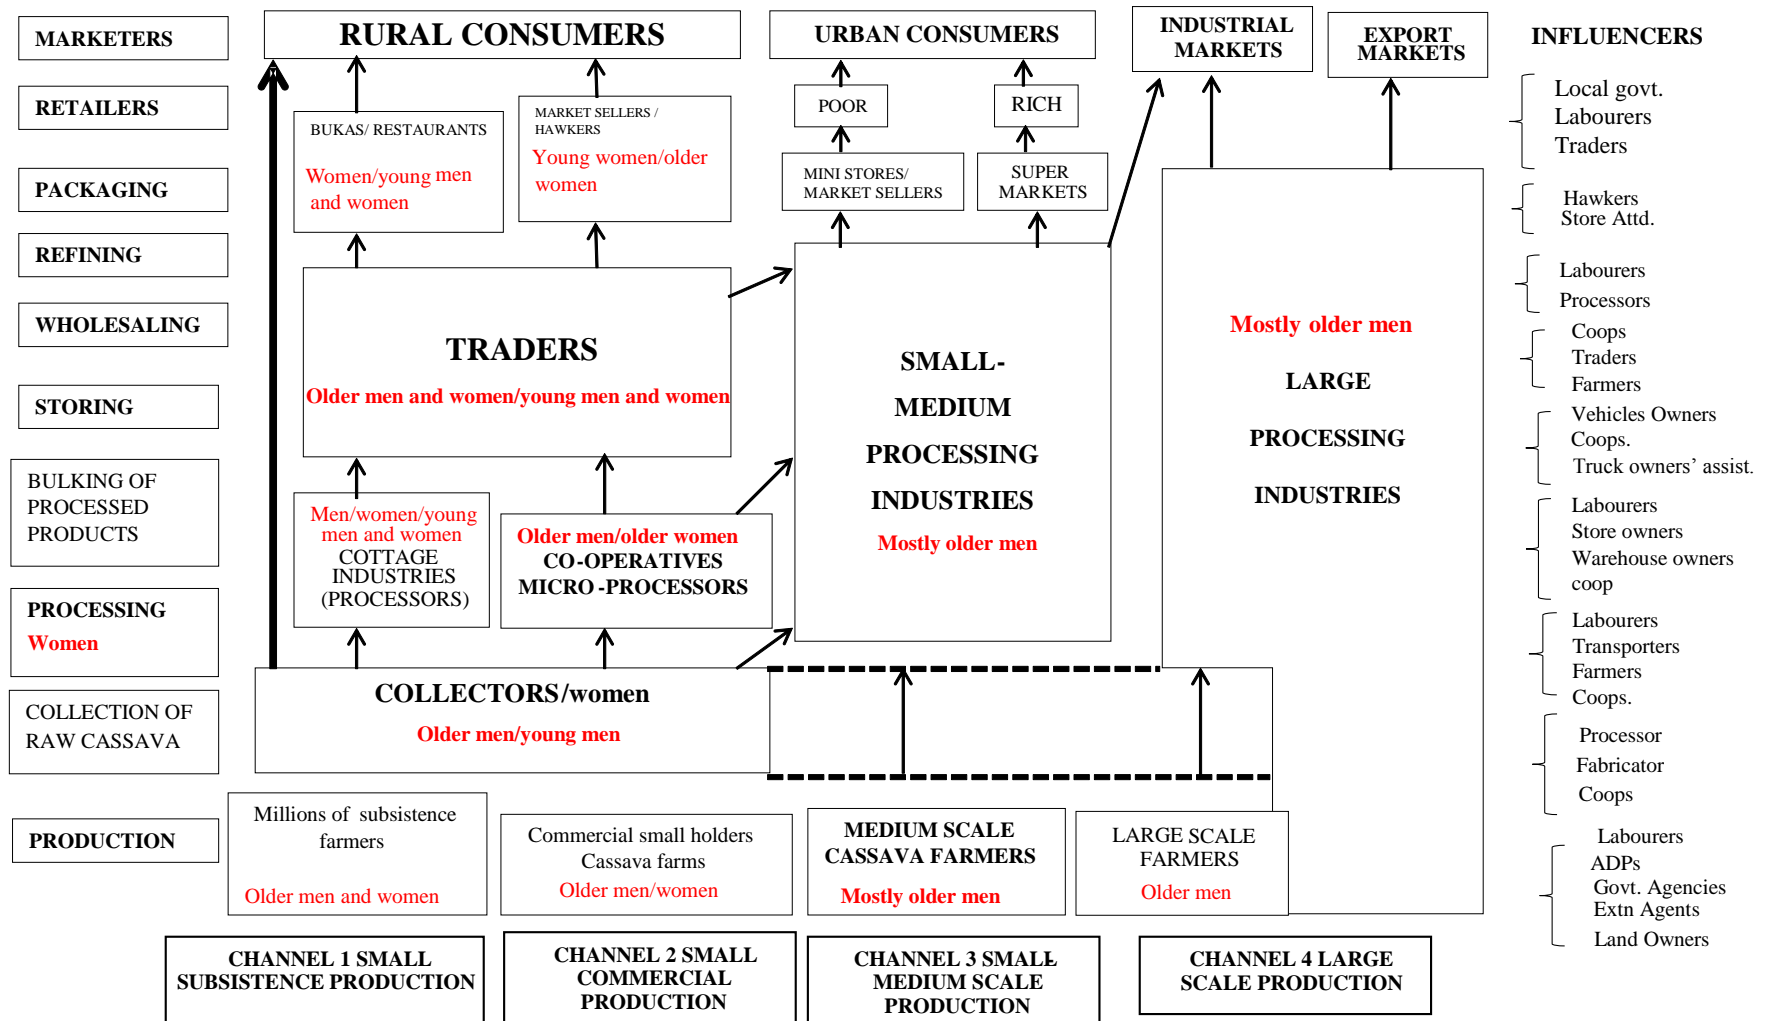 MARKETERS
RETAILERS
PACKAGING
REFINING
WHOLESALING
STORING
BULKING OF
PROCESSED
PRODUCTS
PROCESSING
Women
COLLECTION OF
RAW CASSAVA
PRODUCTION
RURAL CONSUMERS
BUKAS/ RESTAURANTS
Women/young men
and women
MARKET SELLERS /
HAWKERS
Young women/older
women
TRADERS
Older men and women/young men and women
Men/women/young
men and women
COTTAGE
INDUSTRIES
(PROCESSORS)
Older men/older women
CO-OPERATIVES
MICRO -PROCESSORS
COLLECTORS/women
Older men/young men
Millions of subsistence
farmers
Older men and women
Commercial small holders
Cassava farms
Older men/women
URBAN CONSUMERS
POOR
RICH
MINI STORES/
MARKET SELLERS
SUPER
MARKETS
SMALL-
MEDIUM
PROCESSING
INDUSTRIES
Mostly older men
MEDIUM SCALE
CASSAVA FARMERS
Mostly older men
INDUSTRIAL
MARKETS
EXPORT
MARKETS
Mostly older men
LARGE
PROCESSING
INDUSTRIES
LARGE SCALE
FARMERS
Older men
CHANNEL 1 SMALL
SUBSISTENCE PRODUCTION
CHANNEL 2 SMALL
COMMERCIAL
PRODUCTION
CHANNEL 3 SMALL-
MEDIUM SCALE
PRODUCTION
CHANNEL 4 LARGE
SCALE PRODUCTION
INFLUENCERS
Local govt.
Labourers
Traders
Hawkers
Store Attd.
Labourers
Processors
Coops
Traders
Farmers
Vehicles Owners
Coops.
Truck owners’ assist.
Labourers
Store owners
Warehouse owners
coop
Labourers
Transporters
Farmers
Coops.
Processor
Fabricator
Coops
Labourers
ADPs
Govt. Agencies
Extn Agents
Land Owners